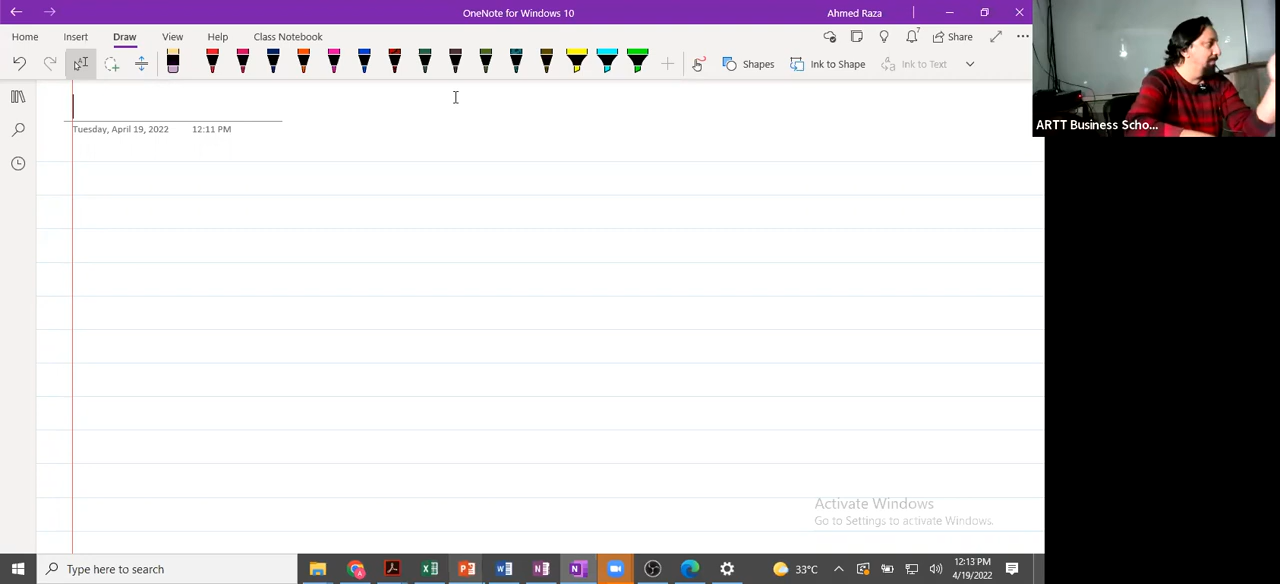 OneNote for Windows 10
Ahmed Raza
Home
Insert
Draw
View
Help
Class Notebook
Share
Shapes
Ink to Shape
Ink to Text
Tuesday, April 19, 2022
12:11 PM
ARTT Business Scho...
Activate Windows
Go to Settings to activate Windows.
Type here to search
33°C
12:13 PM
4/19/2022